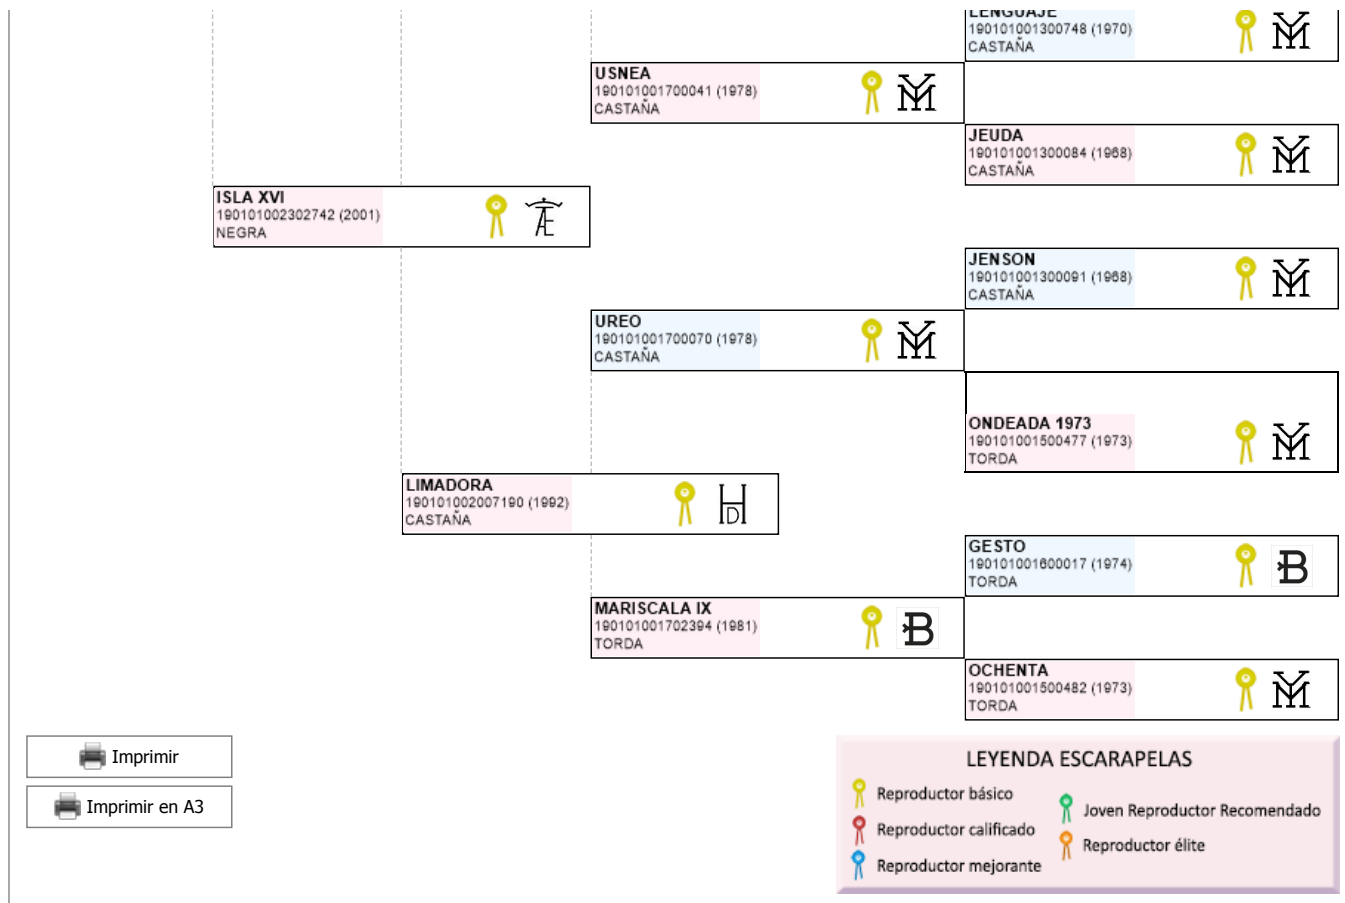 LENGUAJE
190101001300748 (1970)
CASTAÑA
USNEA
190101001700041 (1978)
CASTAÑA
JEUDA
190101001300084 (1968)
CASTAÑA
ISLA XVI
190101002302742 (2001)
NEGRA
JENSON
190101001300091 (1968)
CASTAÑA
UREO
190101001700070 (1978)
CASTAÑA
ONDEADA 1973
190101001500477 (1973)
TORDA
LIMADORA
190101002007190 (1992)
CASTAÑA
GESTO
190101001600017 (1974)
TORDA
MARISCALA IX
190101001702394 (1981)
TORDA
OCHENTA
190101001500482 (1973)
TORDA
Imprimir
Imprimir en A3
LEYENDA ESCARAPELAS
Reproductor básico
Reproductor calificado
Reproductor mejorante
Joven Reproductor Recomendado
Reproductor élite